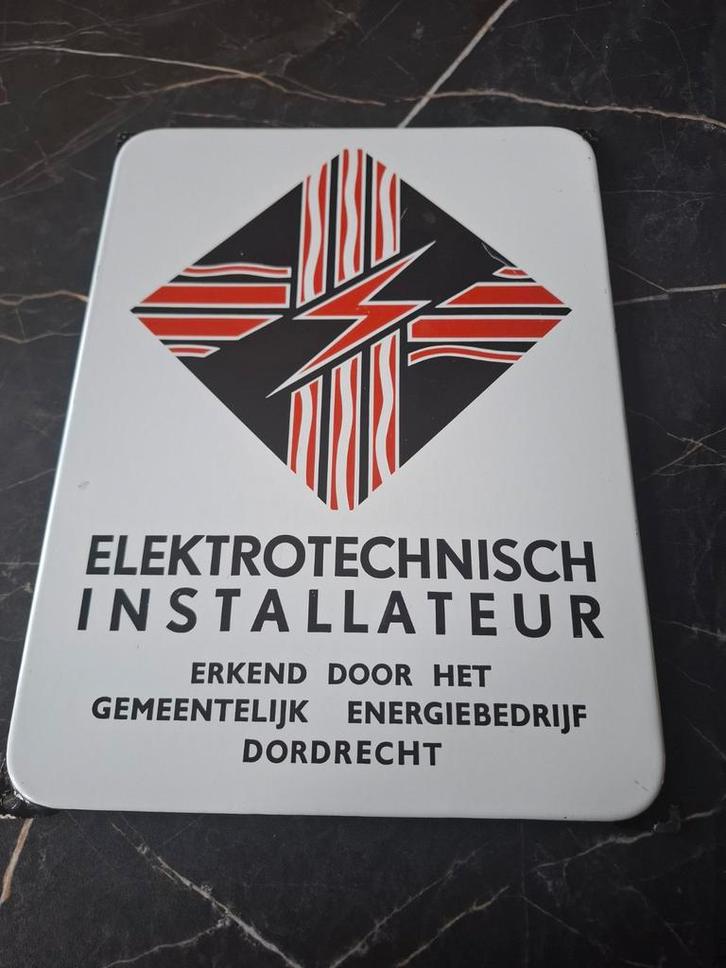 ELEKTROTECHNISCH
INSTALLATEUR
ERKEND DOOR HET
GEMEENTELIJK ENERGIEBEDRIJF
DORDRECHT